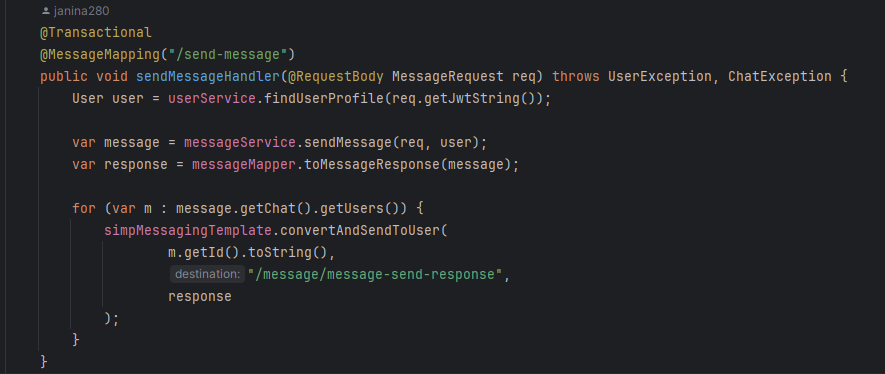 janina280
@Transactional
@MessageMapping("/send-message")
public void sendMessageHandler(@RequestBody MessageRequest req) throws UserException, ChatException {
User user = userService.findUserProfile(req.getJwtString());
var message = messageService.sendMessage(req, user);
var response = messageMapper.toMessageResponse(message);
for (var m : message.getChat().getUsers()) {
simpMessagingTemplate.convertAndSendToUser(
m.getId().toString(),
destination: "/message/message-send-response",
response
);
}
}